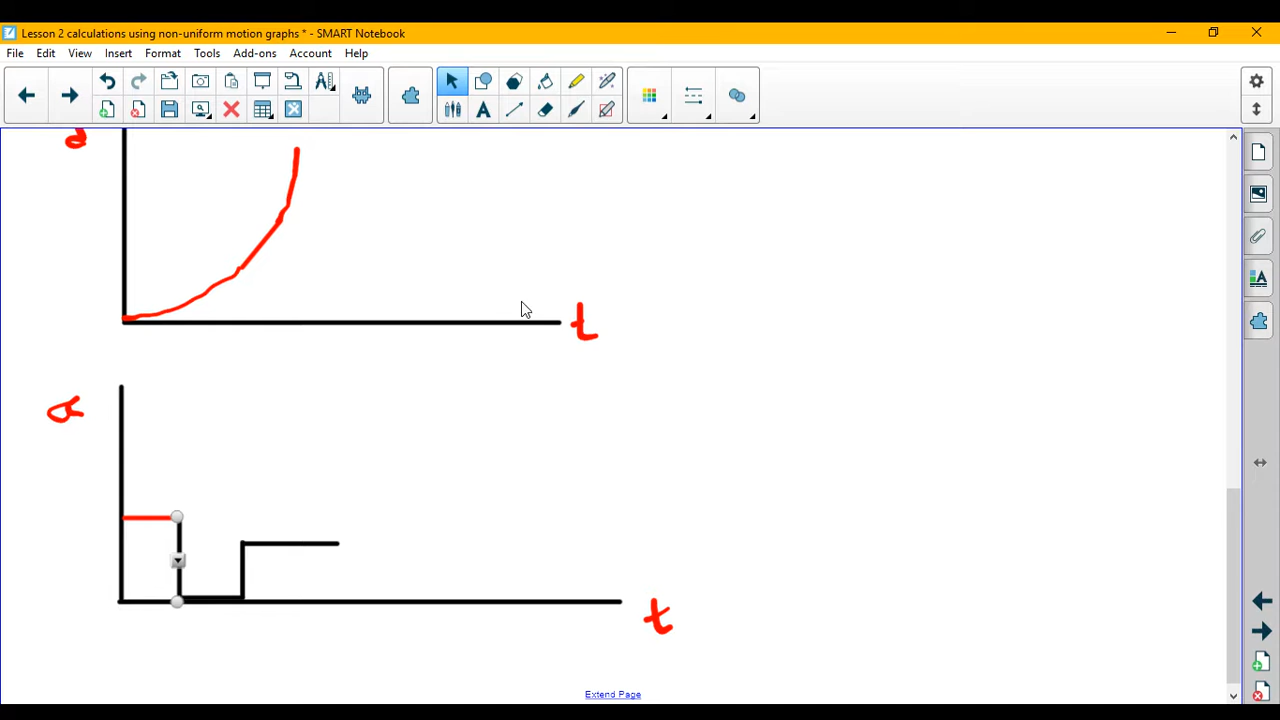 Lesson 2 calculations using non-uniform motion graphs * - SMART Notebook
File Edit View Insert Format Tools Add-ons Account Help
t
a
t
Extend Page